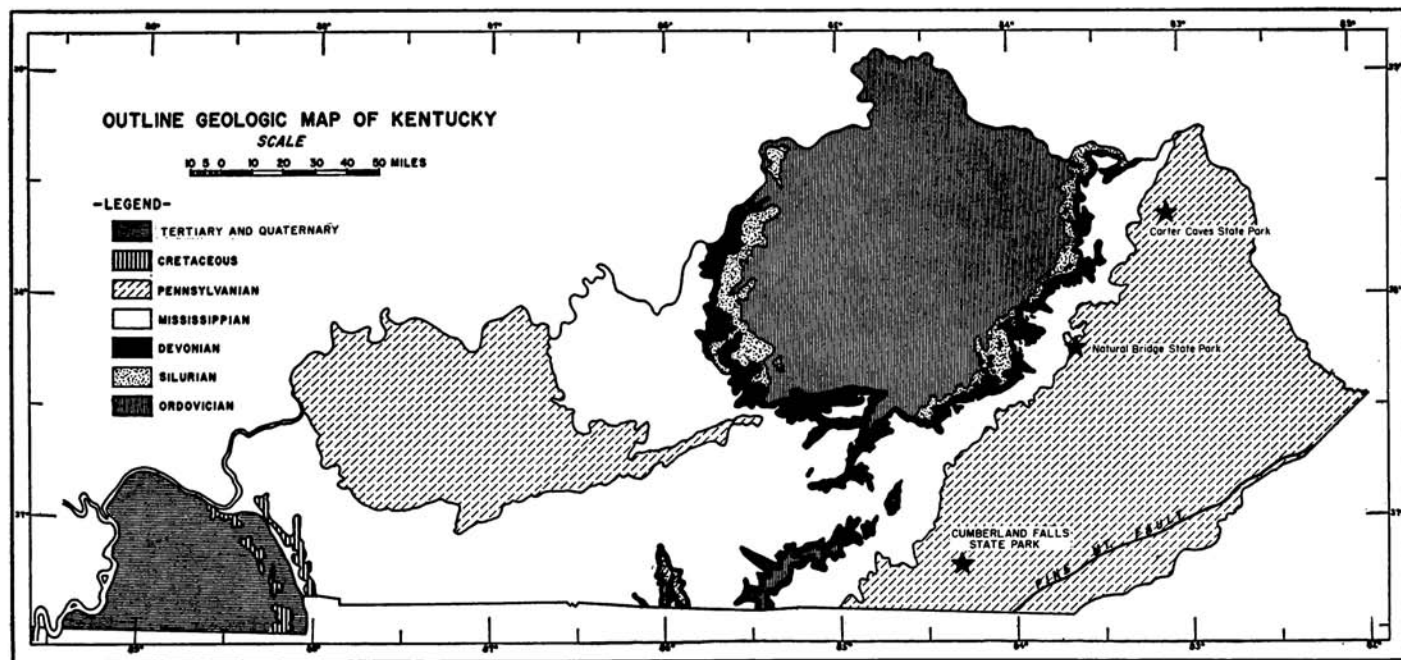 OUTLINE GEOLOGIC MAP OF KENTUCKY
SCALE
10 5 0 10 20 30 40 50 MILES
-LEGEND-
TERTIARY AND QUATERNARY
CRETACEOUS
PENNSYLVANIAN
MISSISSIPPIAN
DEVONIAN
SILURIAN
ORDOVICIAN
Carter Caves State Park
Natural Bridge State Park
CUMBERLAND FALLS
STATE PARK
PINE MT. FAULT